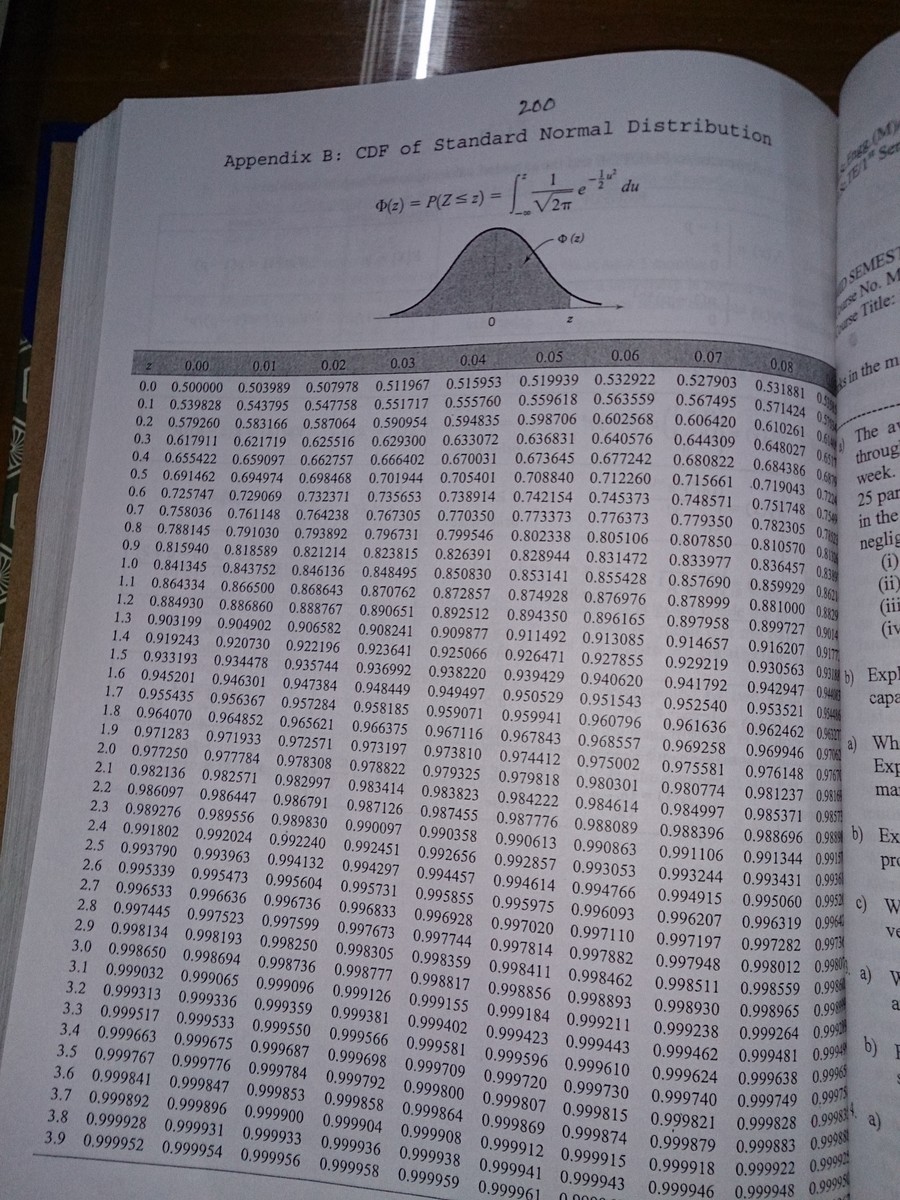 200
Appendix B: CDF of Standard Normal Distribution
Φ(z) = P(Z ≤ z) = ∫_{-∞}^{z} 1/√2π e^{-½u²} du
Φ (z)
0 z
z 0.00 0.01 0.02 0.03 0.04 0.05 0.06 0.07 0.08
0.0 0.500000 0.503989 0.507978 0.511967 0.515953 0.519939 0.532922 0.527903 0.531881
0.1 0.539828 0.543795 0.547758 0.551717 0.555760 0.559618 0.563559 0.567495 0.571424
0.2 0.579260 0.583166 0.587064 0.590954 0.594835 0.598706 0.602568 0.606420 0.610261
0.3 0.617911 0.621719 0.625516 0.629300 0.633072 0.636831 0.640576 0.644309 0.648027
0.4 0.655422 0.659097 0.662757 0.666402 0.670031 0.673645 0.677242 0.680822 0.684386
0.5 0.691462 0.694974 0.698468 0.701944 0.705401 0.708840 0.712260 0.715661 0.719043
0.6 0.725747 0.729069 0.732371 0.735653 0.738914 0.742154 0.745373 0.748571 0.751748
0.7 0.758036 0.761148 0.764238 0.767305 0.770350 0.773373 0.776373 0.779350 0.782305
0.8 0.788145 0.791030 0.793892 0.796731 0.799546 0.802338 0.805106 0.807850 0.810570
0.9 0.815940 0.818589 0.821214 0.823815 0.826391 0.828944 0.831472 0.833977 0.836457
1.0 0.841345 0.843752 0.846136 0.848495 0.850830 0.853141 0.855428 0.857690 0.859929
1.1 0.864334 0.866500 0.868643 0.870762 0.872857 0.874928 0.876976 0.878999 0.881000
1.2 0.884930 0.886860 0.888767 0.890651 0.892512 0.894350 0.896165 0.897958 0.899727
1.3 0.903199 0.904902 0.906582 0.908241 0.909877 0.911492 0.913085 0.914657 0.916207
1.4 0.919243 0.920730 0.922196 0.923641 0.925066 0.926471 0.927855 0.929219 0.930563
1.5 0.933193 0.934478 0.935744 0.936992 0.938220 0.939429 0.940620 0.941792 0.942947
1.6 0.945201 0.946301 0.947384 0.948449 0.949497 0.950529 0.951543 0.952540 0.953521
1.7 0.955435 0.956367 0.957284 0.958185 0.959071 0.959941 0.960796 0.961636 0.962462
1.8 0.964070 0.964852 0.965621 0.966375 0.967116 0.967843 0.968557 0.969258 0.969946
1.9 0.971283 0.971933 0.972571 0.973197 0.973810 0.974412 0.975002 0.975581 0.976148
2.0 0.977250 0.977784 0.978308 0.978822 0.979325 0.979818 0.980301 0.980774 0.981237
2.1 0.982136 0.982571 0.982997 0.983414 0.983823 0.984222 0.984614 0.984997 0.985371
2.2 0.986097 0.986447 0.986791 0.987126 0.987455 0.987776 0.988089 0.988396 0.988696
2.3 0.989276 0.989556 0.989830 0.990097 0.990358 0.990613 0.990863 0.991106 0.991344
2.4 0.991802 0.992024 0.992240 0.992451 0.992656 0.992857 0.993053 0.993244 0.993431
2.5 0.993790 0.993963 0.994132 0.994297 0.994457 0.994614 0.994766 0.994915 0.995060
2.6 0.995339 0.995473 0.995604 0.995731 0.995855 0.995975 0.996093 0.996207 0.996319
2.7 0.996533 0.996636 0.996736 0.996833 0.996928 0.997020 0.997110 0.997197 0.997282
2.8 0.997445 0.997523 0.997599 0.997673 0.997744 0.997814 0.997882 0.997948 0.998012
2.9 0.998134 0.998193 0.998250 0.998305 0.998359 0.998411 0.998462 0.998511 0.998559
3.0 0.998650 0.998694 0.998736 0.998777 0.998817 0.998856 0.998893 0.998930 0.998965
3.1 0.999032 0.999065 0.999096 0.999126 0.999155 0.999184 0.999211 0.999238 0.999264
3.2 0.999313 0.999336 0.999359 0.999381 0.999402 0.999423 0.999443 0.999462 0.999481
3.3 0.999517 0.999533 0.999550 0.999566 0.999581 0.999596 0.999610 0.999624 0.999638
3.4 0.999663 0.999675 0.999687 0.999698 0.999709 0.999720 0.999730 0.999740 0.999749
3.5 0.999767 0.999776 0.999784 0.999792 0.999800 0.999807 0.999815 0.999821 0.999828
3.6 0.999841 0.999847 0.999853 0.999858 0.999864 0.999869 0.999874 0.999879 0.999883
3.7 0.999892 0.999896 0.999900 0.999904 0.999908 0.999912 0.999915 0.999918 0.999922
3.8 0.999928 0.999931 0.999933 0.999936 0.999938 0.999941 0.999943 0.999946 0.999948
3.9 0.999952 0.999954 0.999956 0.999958 0.999959 0.999961
SEMEST
No. M
Title:
in the m
The av
throug
week.
25 par
in the
neglig
(i)
(ii)
(iii
(iv
b) Expl
capa
a) Wh
Exp
ma
b) Ex
pro
c) W
ve
a)
a
b)
a)